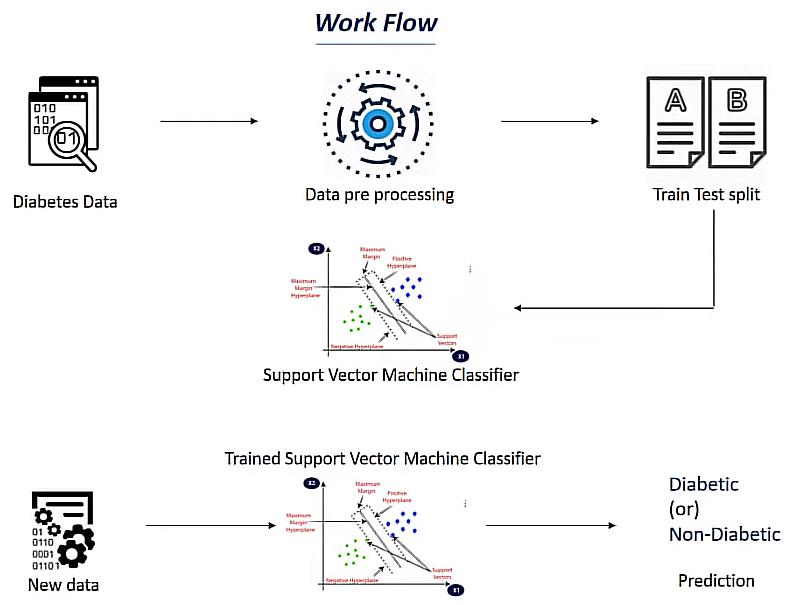 Work Flow
010
101
00
01
A
B
Diabetes Data
Data pre processing
Train Test split
X2
Maximum
Margin
Positive
Hyperplane
Maximum
Margin
Hyperplane
Support
Vectors
Negative Hyperplane
X1
Support Vector Machine Classifier
Trained Support Vector Machine Classifier
X2
Maximum
Margin
Positive
Hyperplane
Maximum
Margin
Hyperplane
Support
Vectors
Negative Hyperplane
X1
01
0110
0001
01101
New data
Diabetic
(or)
Non-Diabetic
Prediction